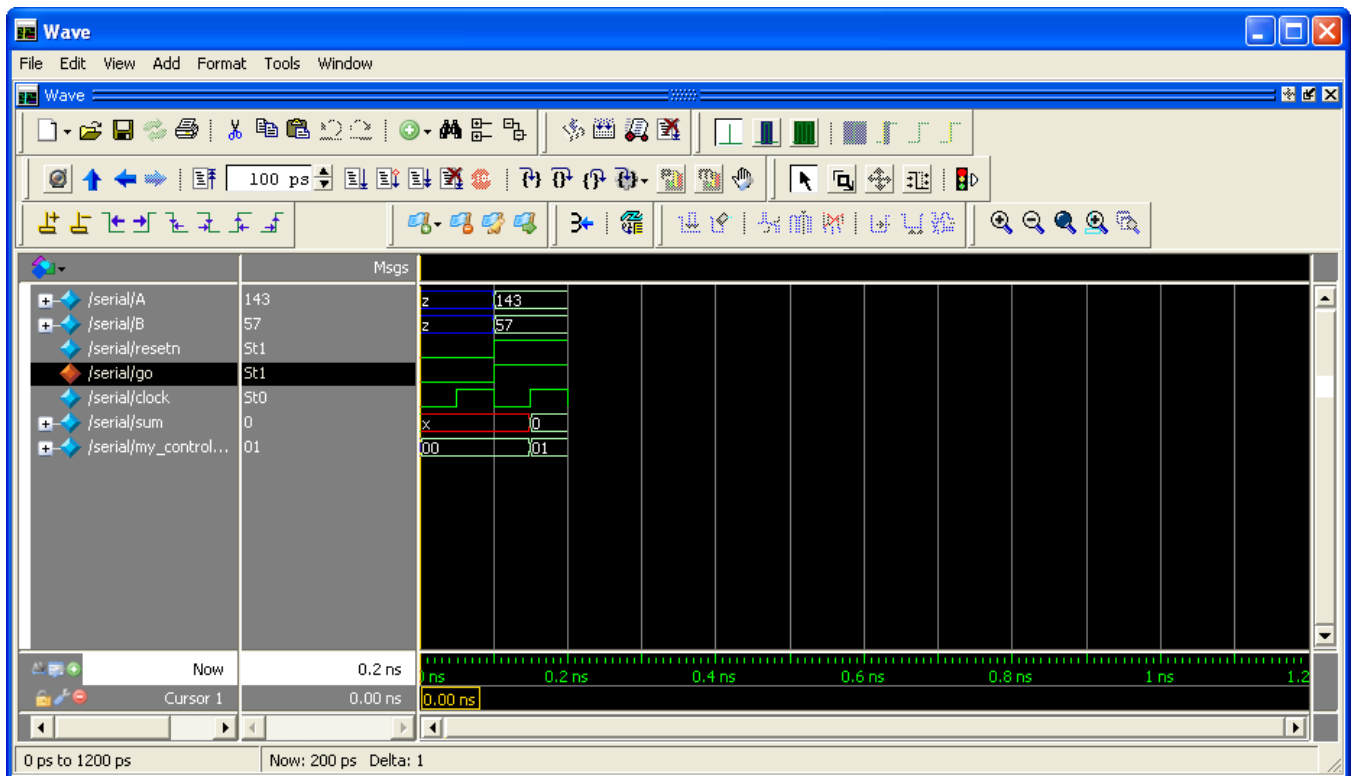 Wave
File Edit View Add Format Tools Window
Wave
100 ps
Msgs
/serial/A 143 z 143
/serial/B 57 z 57
/serial/resetn St1
/serial/go St1
/serial/clock St0
/serial/sum 0 x 0
/serial/my_control... 01 00 01
Now 0.2 ns ns 0.2 ns 0.4 ns 0.6 ns 0.8 ns 1 ns 1.2
Cursor 1 0.00 ns 0.00 ns
0 ps to 1200 ps Now: 200 ps Delta: 1